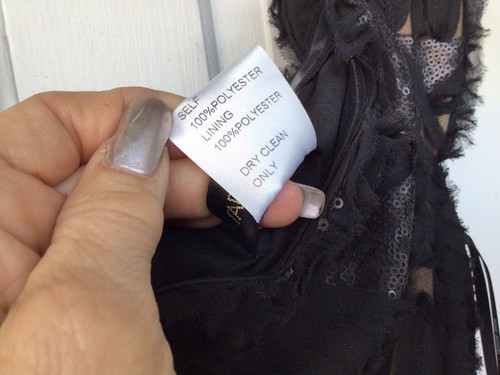 SELF
100%POLYESTER
LINING
100%POLYESTER
DRY CLEAN
ONLY